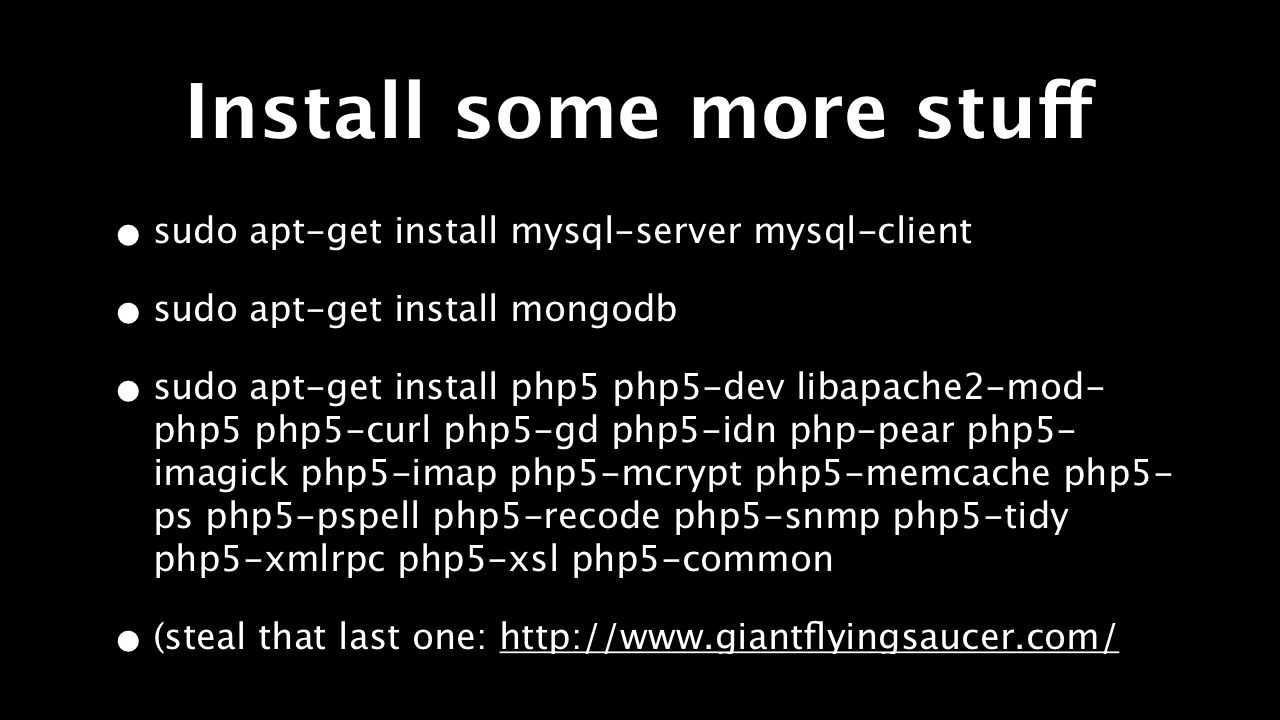 Install some more stuff
• sudo apt-get install mysql-server mysql-client
• sudo apt-get install mongodb
• sudo apt-get install php5 php5-dev libapache2-mod-
php5 php5-curl php5-gd php5-idn php-pear php5-
imagick php5-imap php5-mcrypt php5-memcache php5-
ps php5-pspell php5-recode php5-snmp php5-tidy
php5-xmlrpc php5-xsl php5-common
• (steal that last one: http://www.giantflyingsaucer.com/